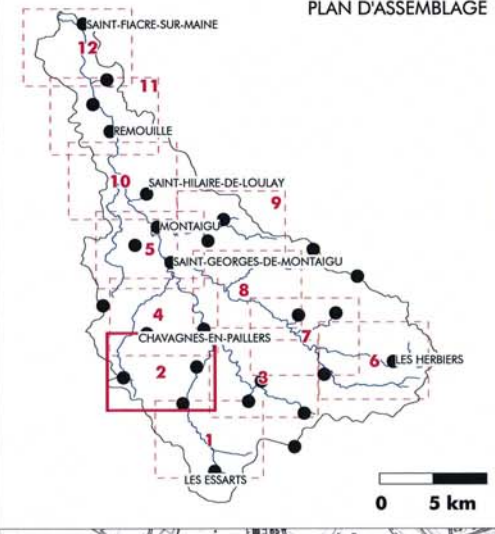 PLAN D'ASSEMBLAGE
SAINT-FIACRE-SUR-MAINE
12
11
REMOUILLE
10
SAINT-HILAIRE-DE-LOULAY
9
MONTAIGU
5
SAINT-GEORGES-DE-MONTAIGU
8
4
CHAVAGNES-EN-PAILLERS
7
6
LES HERBIERS
2
3
1
LES ESSARTS
0 5 km